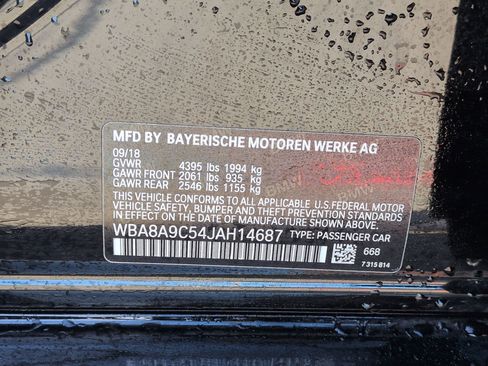 MFD BY BAYERISCHE MOTOREN WERKE AG
09/18
GVWR 4395 lbs 1994 kg
GAWR FRONT 2061 lbs 935 kg
GAWR REAR 2546 lbs 1155 kg
THIS VEHICLE CONFORMS TO ALL APPLICABLE U.S.FEDERAL MOTOR
VEHICLE SAFETY, BUMPER AND THEFT PREVENTION STANDARDS
IN EFFECT ON THE DATE OF MANUFACTURE SHOWN ABOVE.
WBA8A9C54JAH14687 TYPE: PASSENGER CAR
668
7 315 814